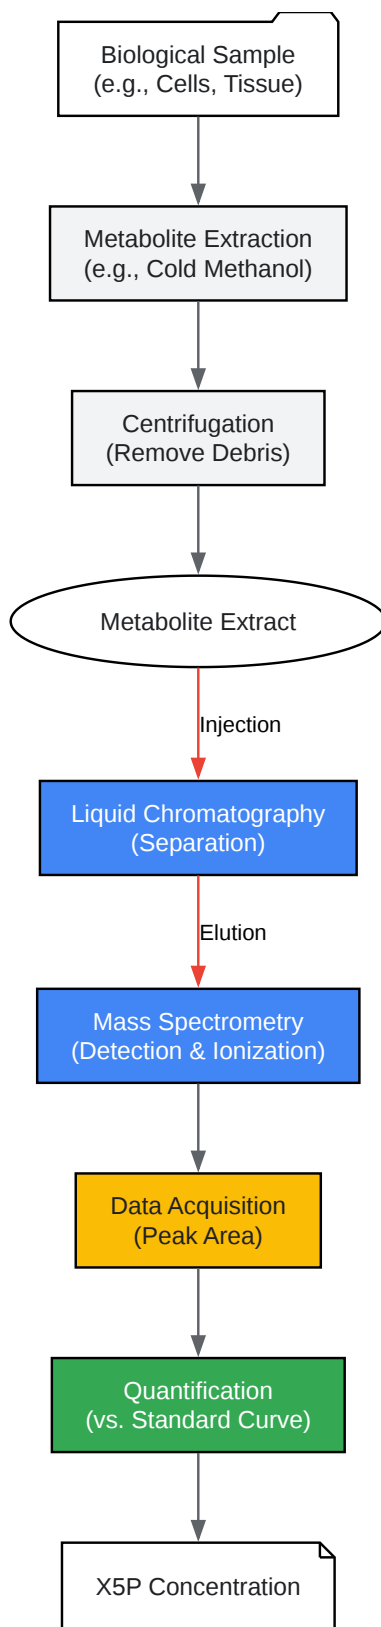 Biological Sample
(e.g., Cells, Tissue)
Metabolite Extraction
(e.g., Cold Methanol)
Centrifugation
(Remove Debris)
Metabolite Extract
Injection
Liquid Chromatography
(Separation)
Elution
Mass Spectrometry
(Detection & Ionization)
Data Acquisition
(Peak Area)
Quantification
(vs. Standard Curve)
X5P Concentration